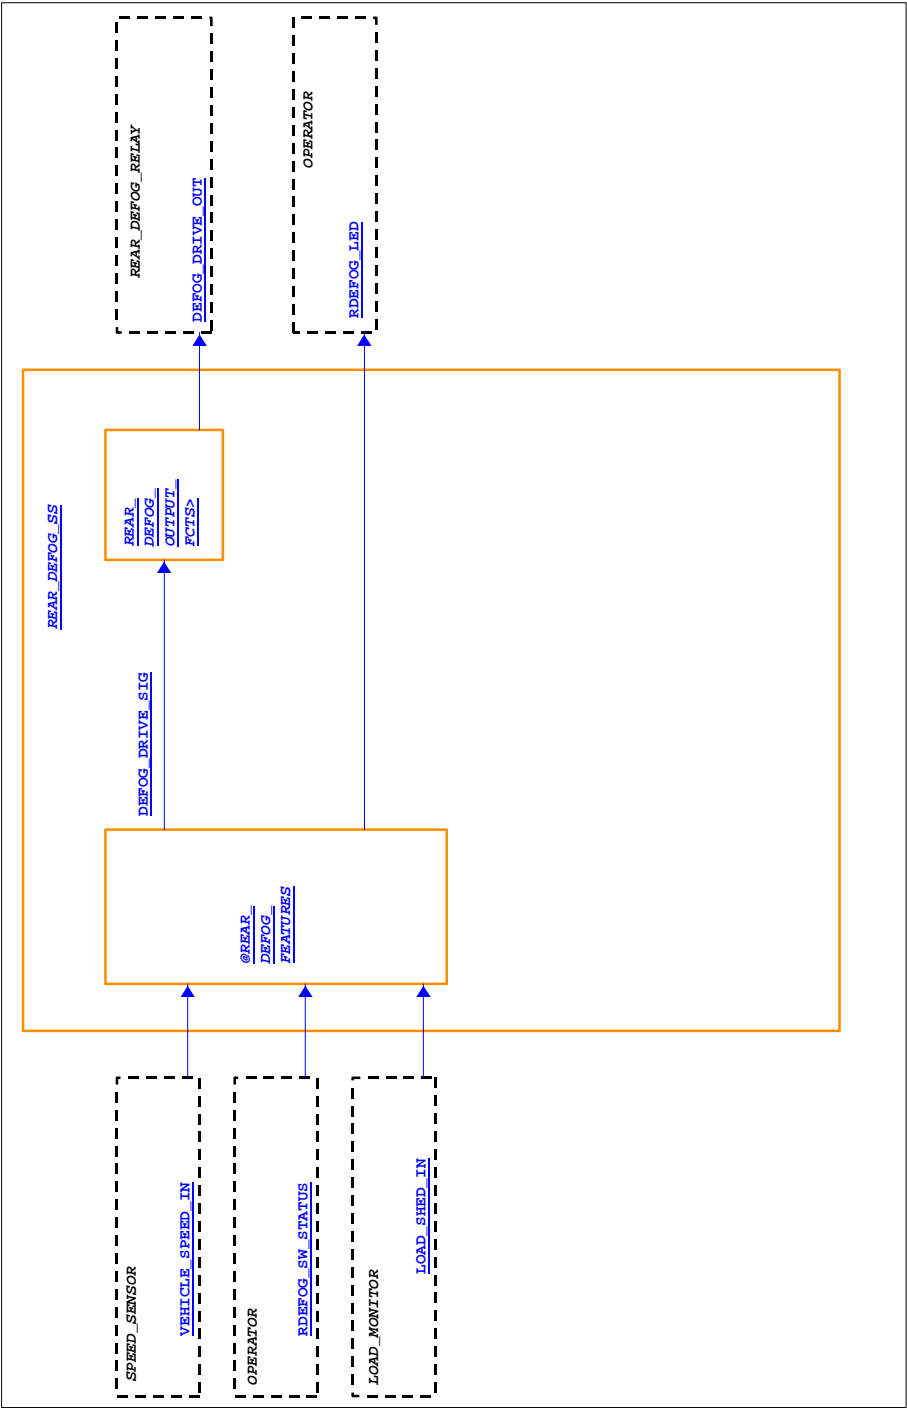 REAR_DEFOG_SS
SPEED_SENSOR
VEHICLE_SPEED_IN
OPERATOR
RDEFOG_SW_STATUS
LOAD_MONITOR
LOAD_SHED_IN
@REAR_
DEFOG_
FEATURES
DEFOG_DRIVE_SIG
REAR_
DEFOG_
OUTPUT_
FCTS>
REAR_DEFOG_RELAY
DEFOG_DRIVE_OUT
OPERATOR
RDEFOG_LED